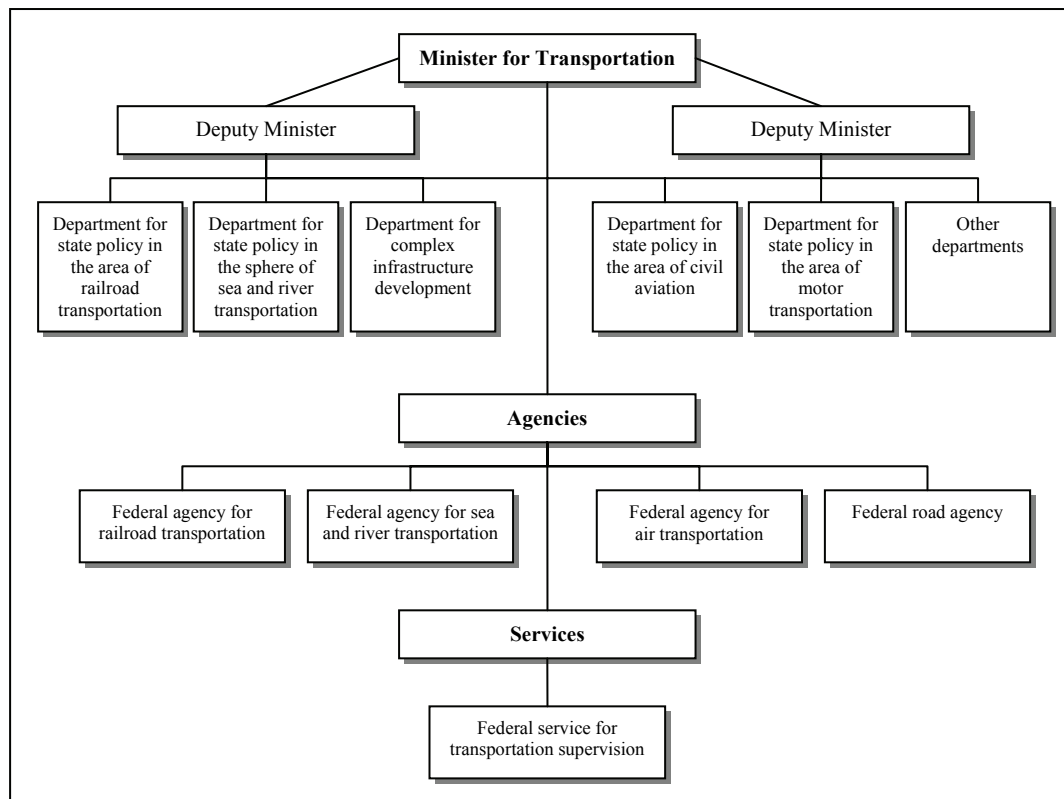 Minister for Transportation
Deputy Minister
Deputy Minister
Department for
state policy in
the area of
railroad
transportation
Department for
state policy in
the sphere of
sea and river
transportation
Department for
complex
infrastructure
development
Department for
state policy in
the area of civil
aviation
Department for
state policy in
the area of
motor
transportation
Other
departments
Agencies
Federal agency for
railroad transportation
Federal agency for sea
and river transportation
Federal agency for
air transportation
Federal road agency
Services
Federal service for
transportation supervision